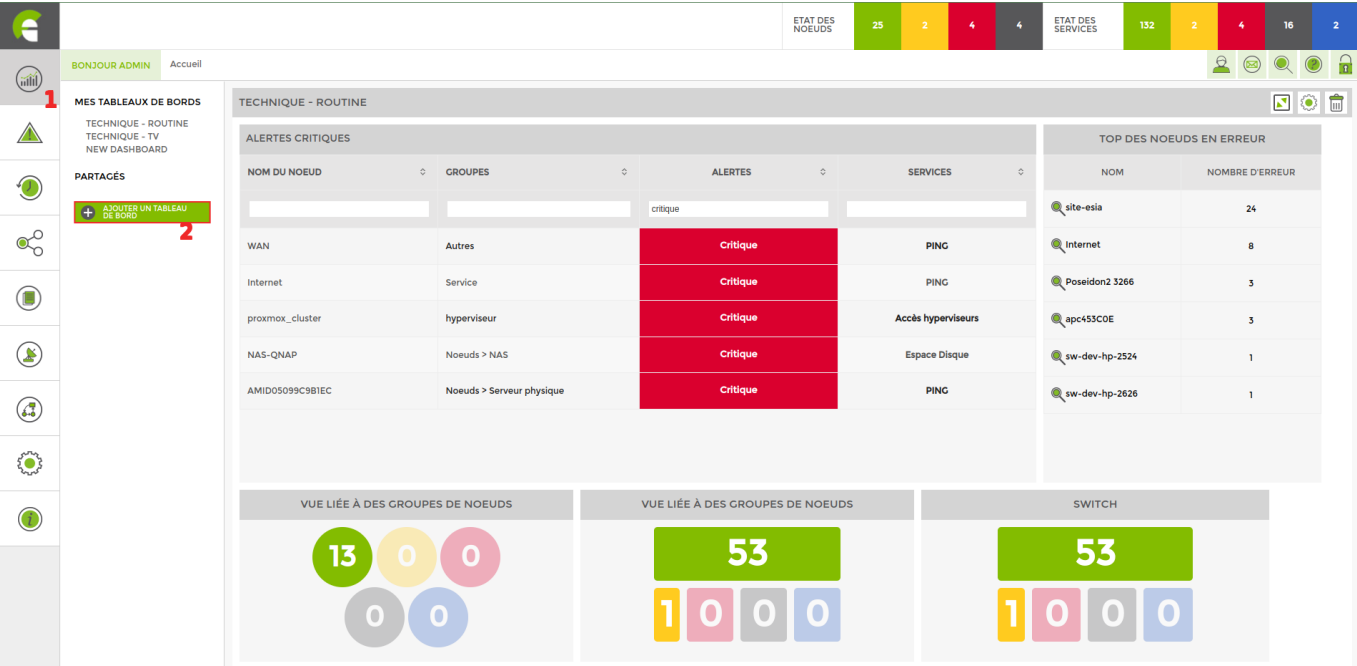 ETAT DES
NOEUDS
25
2
4
4
ETAT DES
SERVICES
132
2
4
16
2
BONJOUR ADMIN
Accueil
1
MES TABLEAUX DE BORDS
TECHNIQUE - ROUTINE
TECHNIQUE - TV
NEW DASHBOARD
PARTAGÉS
AJOUTER UN TABLEAU
DE BORD
2
TECHNIQUE - ROUTINE
ALERTES CRITIQUES
NOM DU NOEUD
GROUPES
ALERTES
SERVICES
critique
WAN
Autres
Critique
PING
Internet
Service
Critique
PING
proxmox_cluster
hyperviseur
Critique
Accès hyperviseurs
NAS-QNAP
Noeuds > NAS
Critique
Espace Disque
AMID05099C9B1EC
Noeuds > Serveur physique
Critique
PING
TOP DES NOEUDS EN ERREUR
NOM
NOMBRE D'ERREUR
site-esia
24
Internet
8
Poseidon2 3266
3
apc453C0E
3
sw-dev-hp-2524
1
sw-dev-hp-2626
1
VUE LIÉE À DES GROUPES DE NOEUDS
13
0
0
0
0
VUE LIÉE À DES GROUPES DE NOEUDS
53
1
0
0
0
SWITCH
53
1
0
0
0